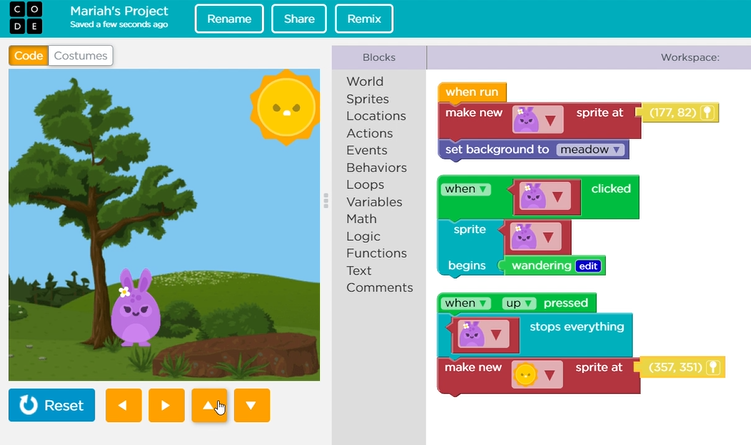 C O
D E
Mariah's Project
Saved a few seconds ago
Rename
Share
Remix
Code
Costumes
Blocks
Workspace:
World
Sprites
Locations
Actions
Events
Behaviors
Loops
Variables
Math
Logic
Functions
Text
Comments
when run
make new sprite at (177, 82)
set background to meadow
when clicked
sprite
begins wandering edit
when up pressed
stops everything
make new sprite at (357, 351)
Reset